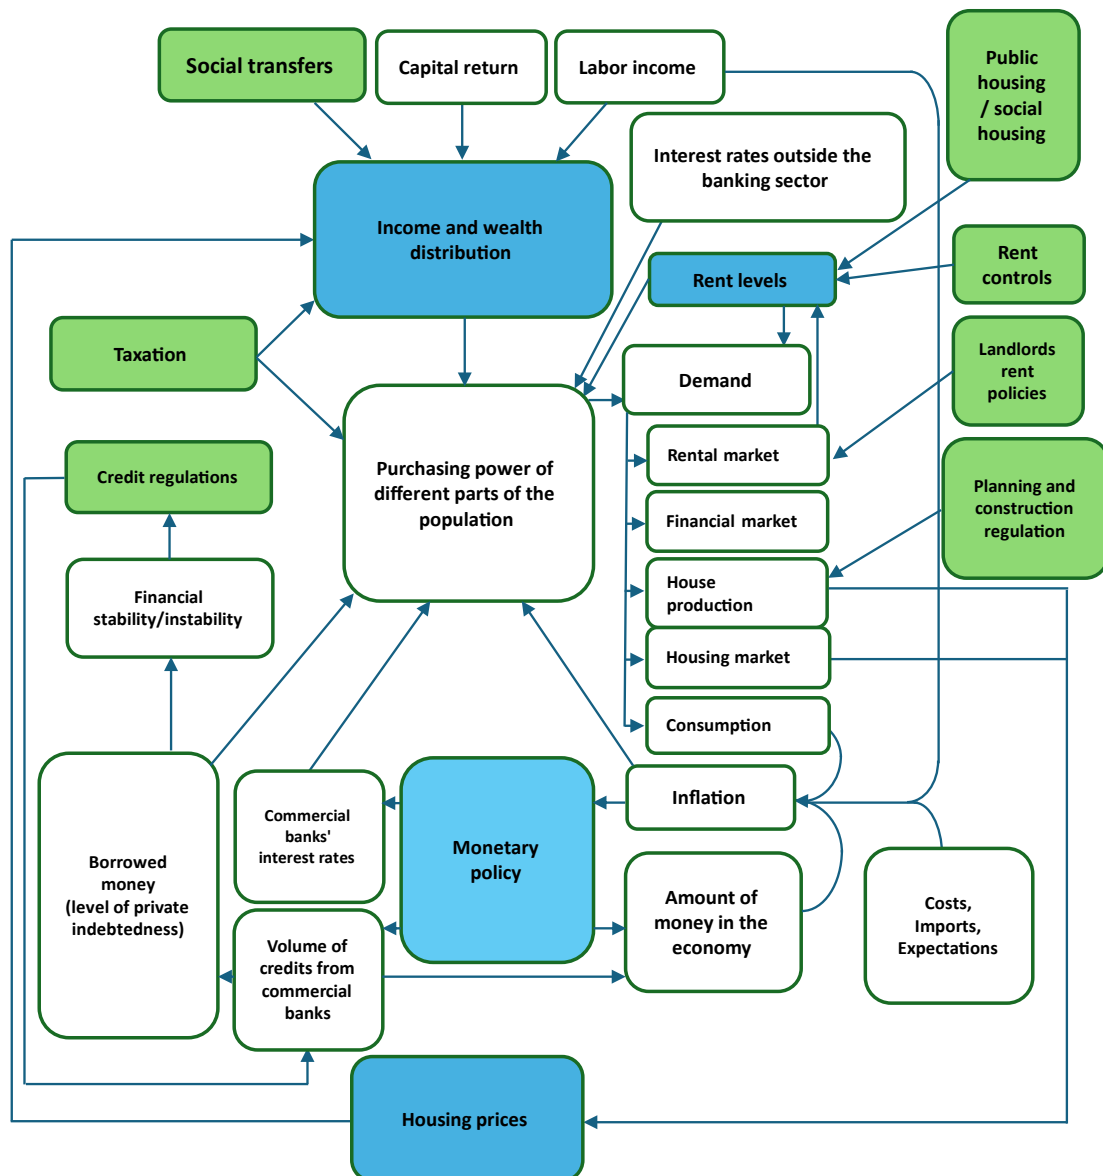 Social transfers
Capital return
Labor income
Public
housing
/ social
housing
Interest rates outside the
banking sector
Income and wealth
distribution
Rent levels
Rent
controls
Taxation
Demand
Landlords
rent
policies
Rental market
Purchasing power of
different parts of the
population
Credit regulations
Financial market
Planning and
construction
regulation
House
production
Financial
stability/instability
Housing market
Consumption
Inflation
Commercial
banks'
interest rates
Monetary
policy
Borrowed
money
(level of private
indebtedness)
Amount of
money in the
economy
Costs,
Imports,
Expectations
Volume of
credits from
commercial
banks
Housing prices